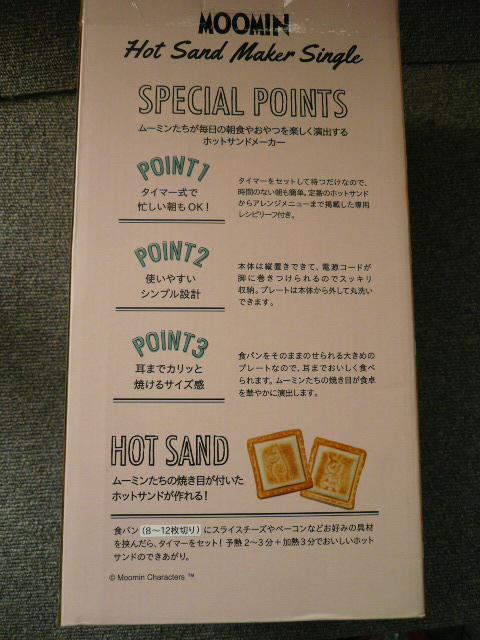 MOOMIN
Hot Sand Maker Single
SPECIAL POINTS
ムーミンたちが毎日の朝食やおやつを楽しく演出する
ホットサンドメーカー
POINT1
タイマー式で
忙しい朝もOK!
タイマーをセットして待つだけなので、
時間のない朝も簡単。定番のホットサンド
からアレンジメニューまで掲載した専用
レシピリーフ付き。
POINT2
使いやすい
シンプル設計
本体は縦置きできて、電源コードが
脚に巻きつけられるのでスッキリ
収納。プレートは本体から外して丸洗い
できます。
POINT3
耳までカリッと
焼けるサイズ感
食パンをそのままのせられる大きめの
プレートなので、耳までおいしく食べ
られます。ムーミンたちの焼き目が食卓
を華やかに演出します。
HOT SAND
ムーミンたちの焼き目が付いた
ホットサンドが作れる!
食パン(8〜12枚切り)にスライスチーズやベーコンなどお好みの具材
を挟んだら、タイマーをセット!予熱2〜3分+加熱3分でおいしいホット
サンドのできあがり。
© Moomin Characters ™